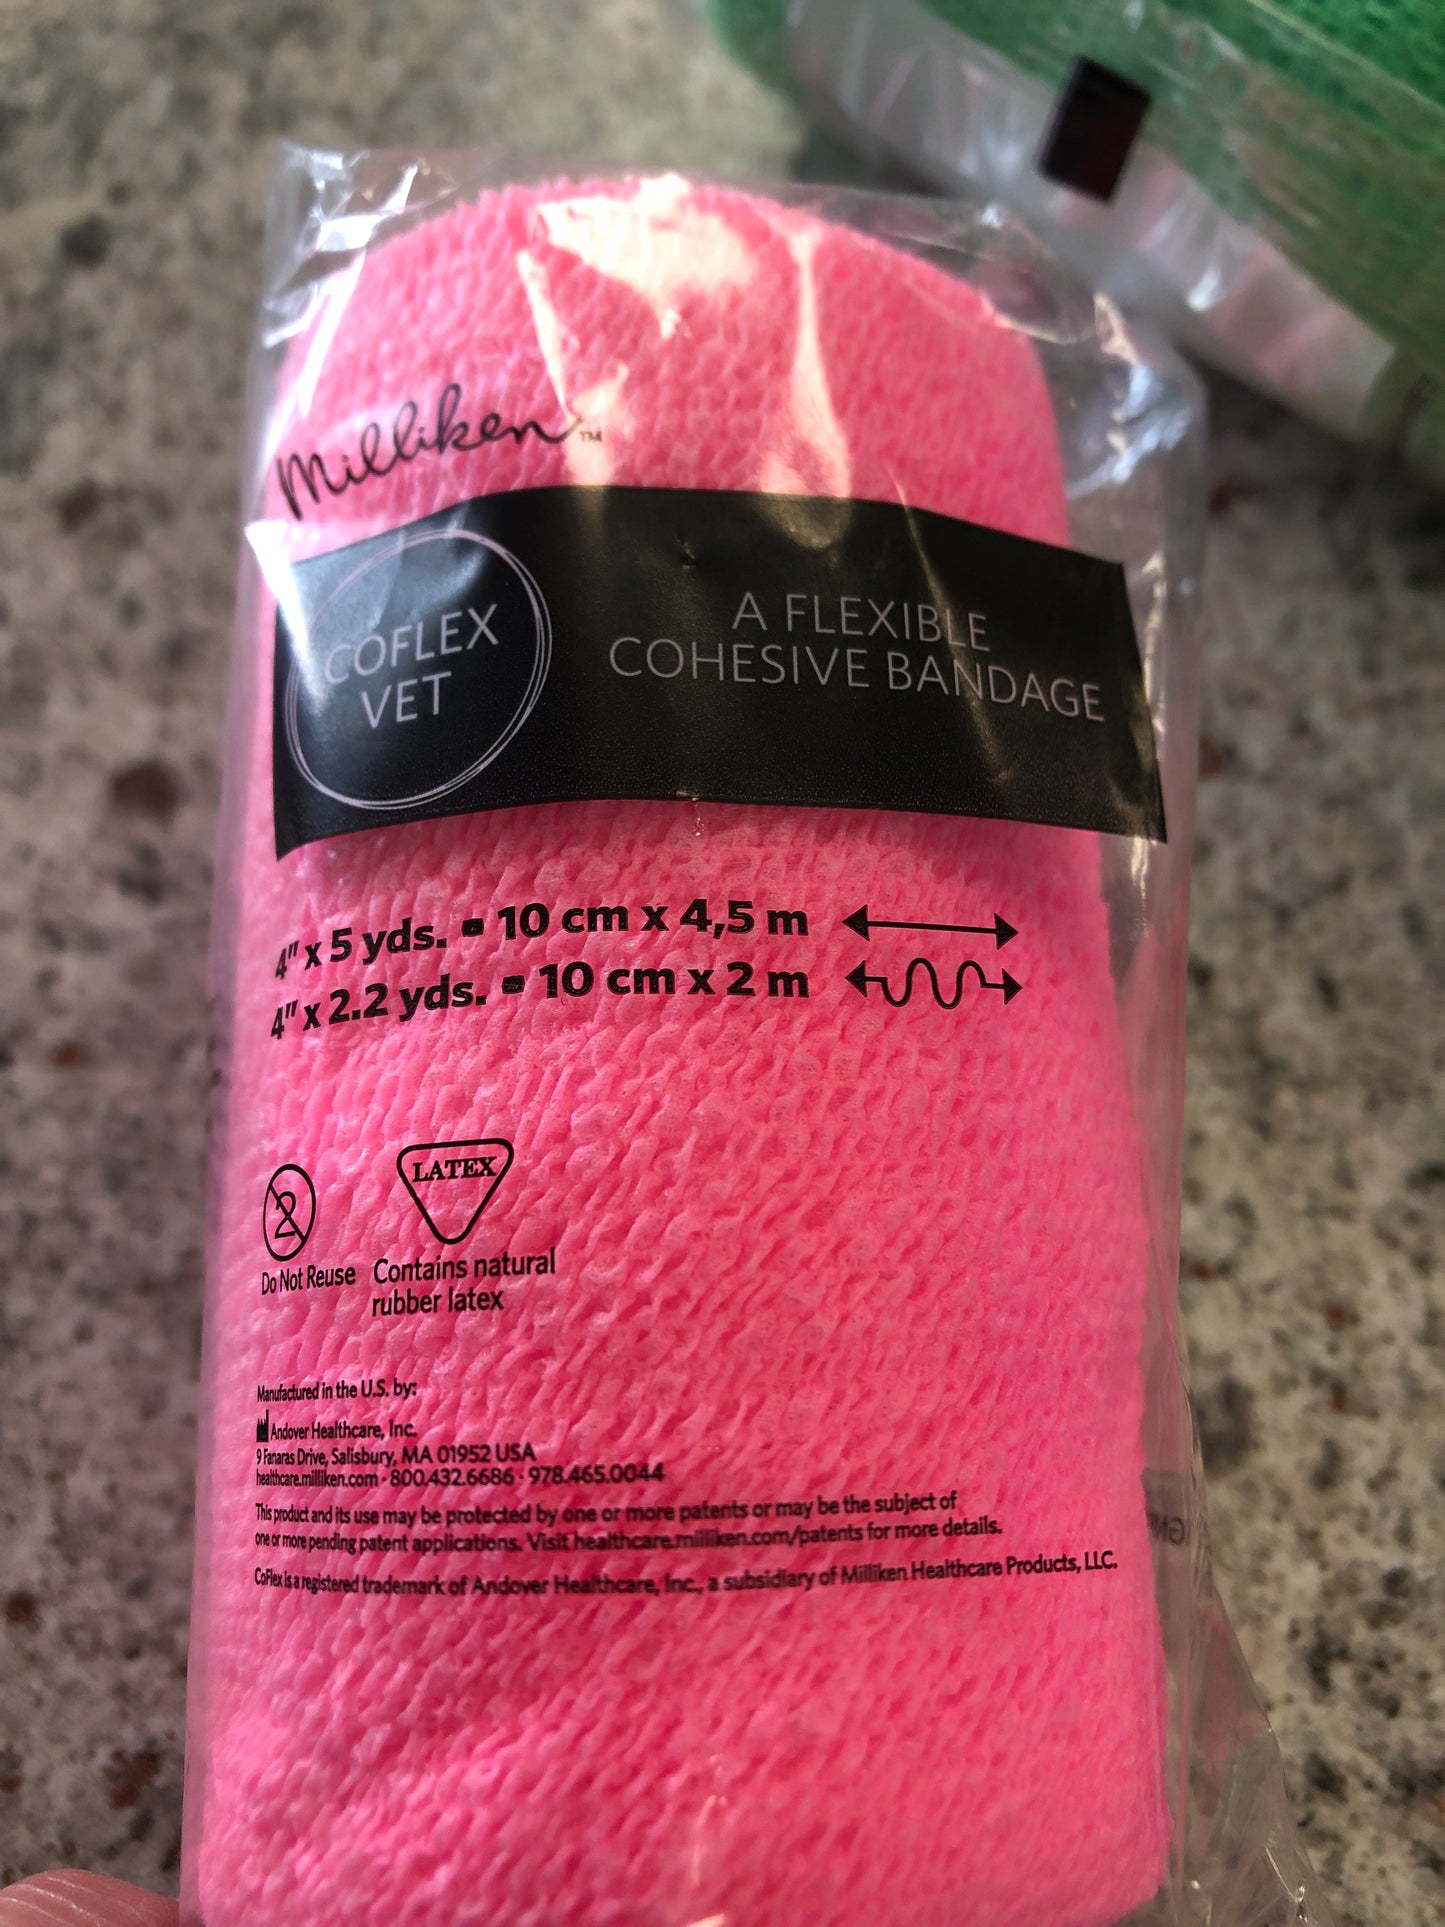 Milliken™
COFLEX
VET
A FLEXIBLE
COHESIVE BANDAGE
4" x 5 yds. ▪ 10 cm x 4,5 m
4" x 2.2 yds. ▪ 10 cm x 2 m
2
LATEX
Do Not Reuse
Contains natural
rubber latex
Manufactured in the U.S. by:
Andover Healthcare, Inc.
9 Fanaras Drive, Salisbury, MA 01952 USA
healthcare.milliken.com • 800.432.6686 • 978.465.0044
This product and its use may be protected by one or more patents or may be the subject of
one or more pending patent applications. Visit healthcare.milliken.com/patents for more details.
CoFlex is a registered trademark of Andover Healthcare, Inc., a subsidiary of Milliken Healthcare Products, LLC.